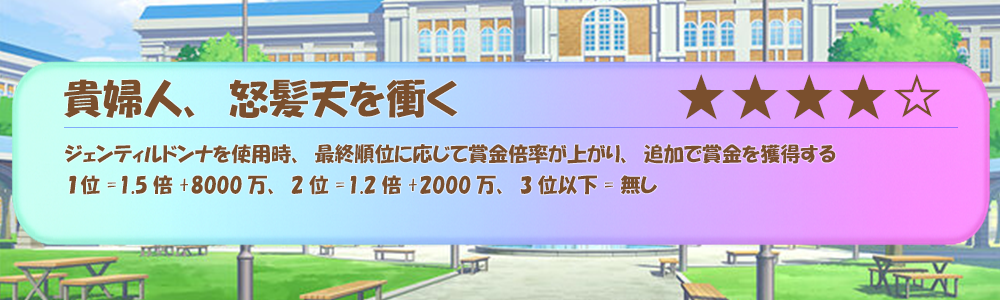 貴婦人、怒髪天を衝く ★★★★☆
ジェンティルドンナを使用時、最終順位に応じて賞金倍率が上がり、追加で賞金を獲得する
1位=1.5倍+8000万、2位=1.2倍+2000万、3位以下=無し